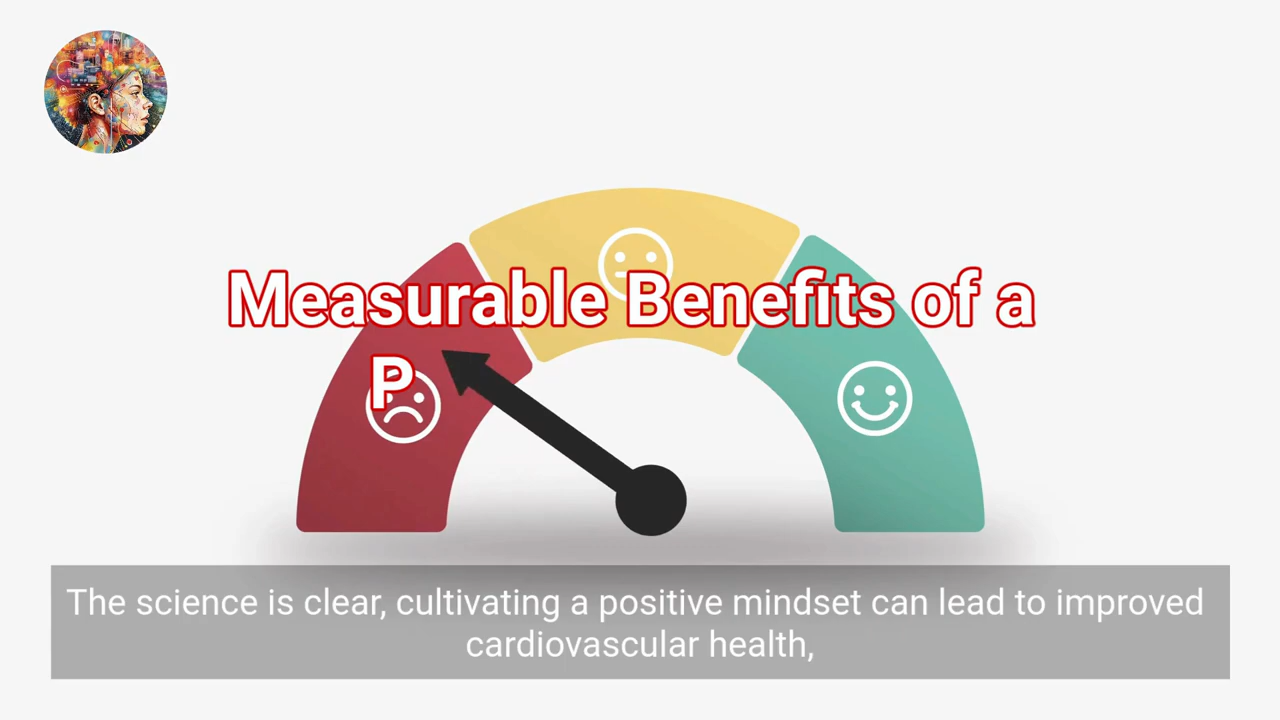 Measurable Benefits of a
P
The science is clear, cultivating a positive mindset can lead to improved
cardiovascular health,